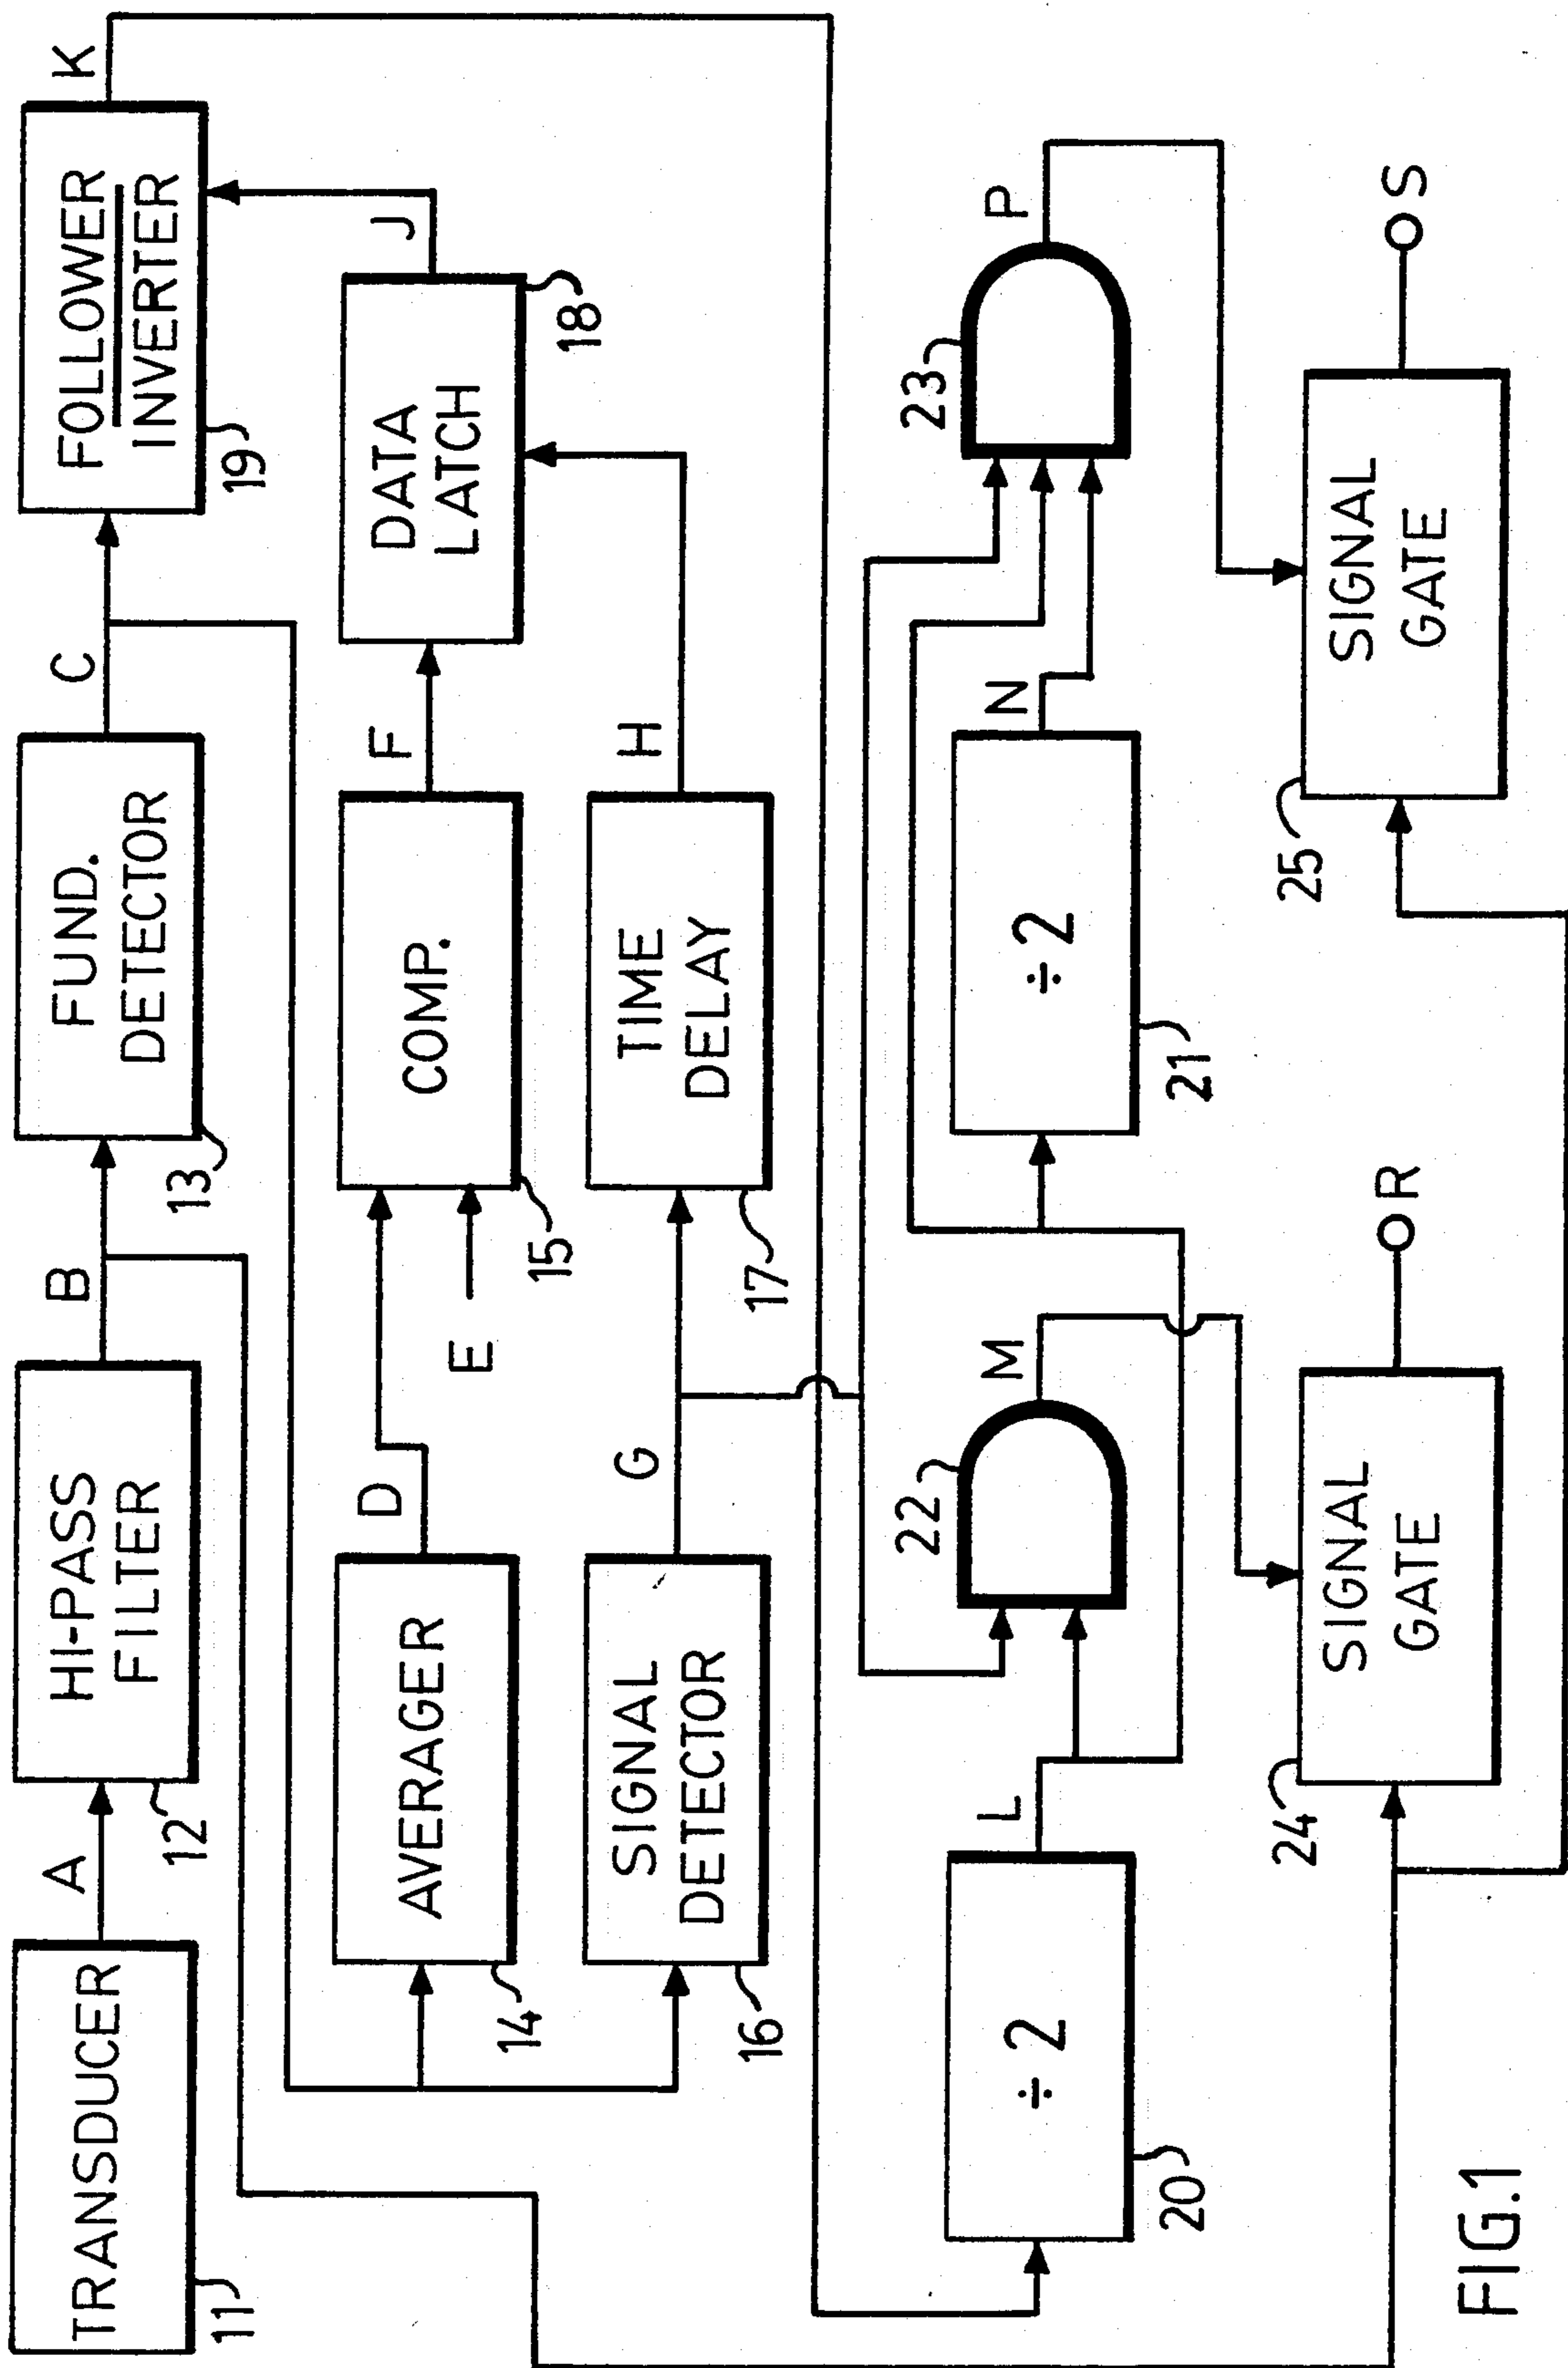 TRANSDUCER
11
A
HI-PASS
FILTER
12
B
FUND.
DETECTOR
13
C
FOLLOWER
INVERTER
19
K
AVERAGER
14
D
E
COMP.
15
F
DATA
LATCH
18
J
SIGNAL
DETECTOR
16
G
TIME
DELAY
17
H
÷ 2
20
L
22
M
÷ 2
21
N
23
P
SIGNAL
GATE
24
R
SIGNAL
GATE
25
S
FIG.1